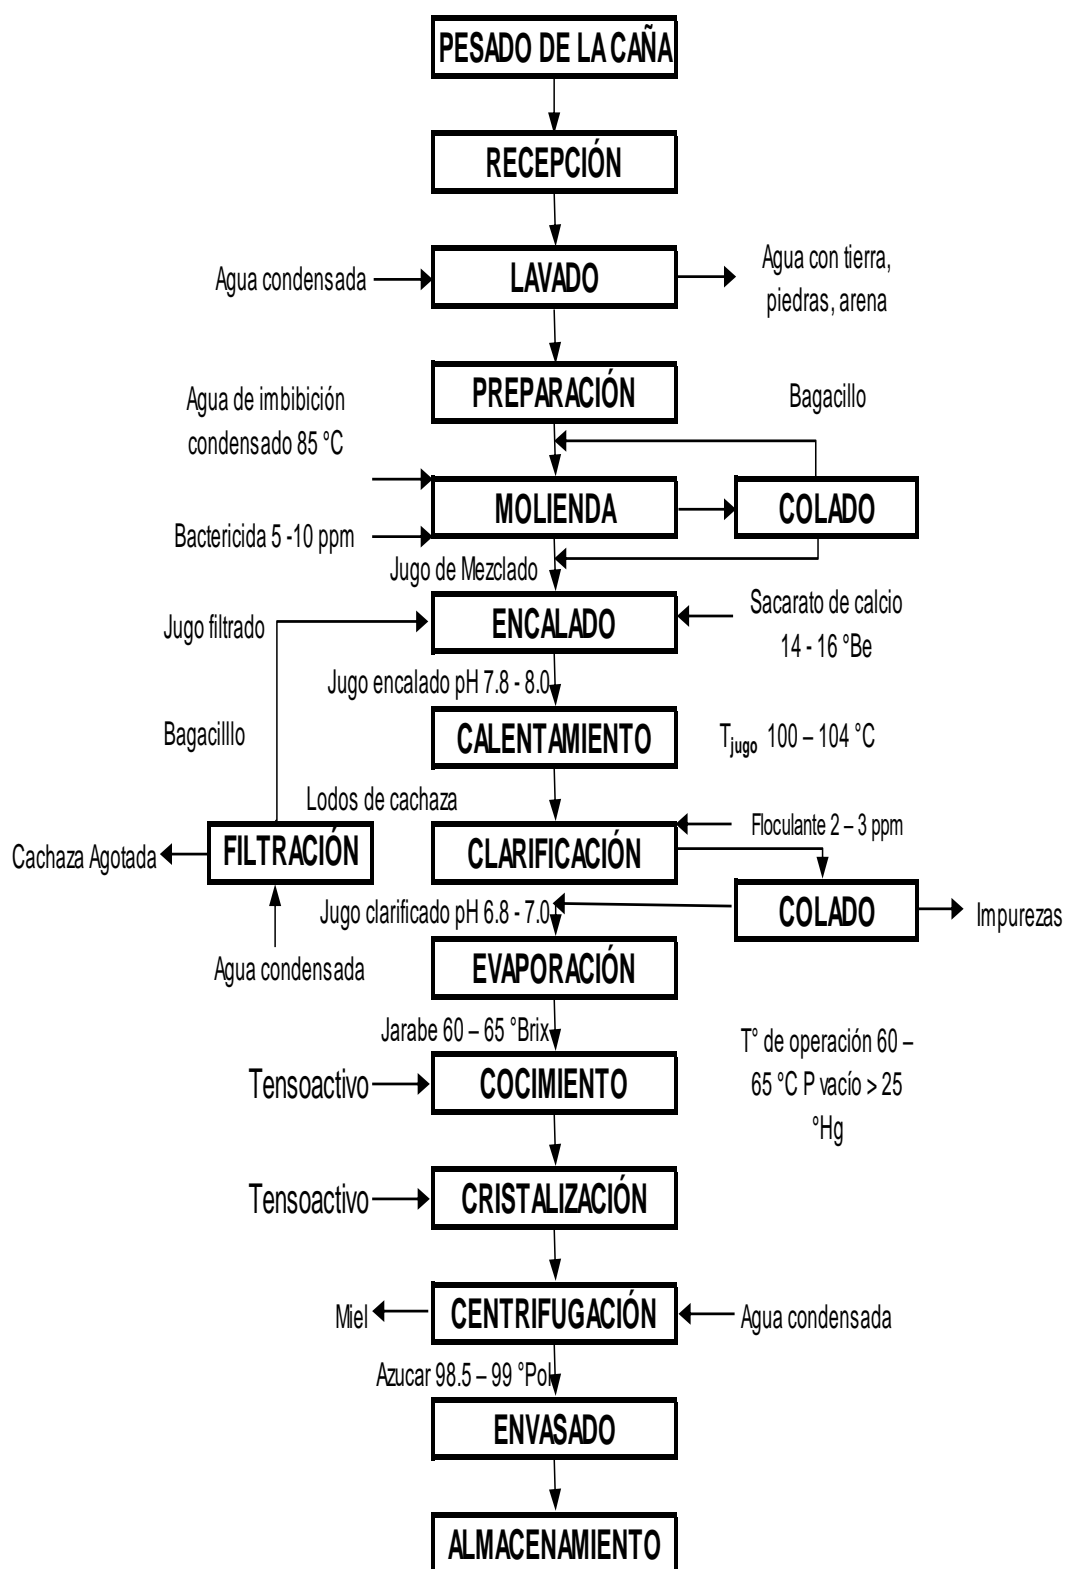 PESADO DE LA CAÑA
RECEPCIÓN
Agua condensada
LAVADO
Agua con tierra,
piedras, arena
PREPARACIÓN
Agua de imbibición
condensado 85 °C
Bagacillo
MOLIENDA
COLADO
Bactericida 5 -10 ppm
Jugo de Mezclado
Jugo filtrado
ENCALADO
Sacarato de calcio
14 - 16 °Be
Jugo encalado pH 7.8 - 8.0
Bagacilllo
CALENTAMIENTO
Tjugo 100 – 104 °C
Lodos de cachaza
Cachaza Agotada
FILTRACIÓN
CLARIFICACIÓN
Floculante 2 – 3 ppm
Jugo clarificado pH 6.8 - 7.0
COLADO
Impurezas
Agua condensada
EVAPORACIÓN
Jarabe 60 – 65 °Brix
T° de operación 60 –
65 °C P vacío > 25
°Hg
Tensoactivo
COCIMIENTO
Tensoactivo
CRISTALIZACIÓN
Miel
CENTRIFUGACIÓN
Agua condensada
Azucar 98.5 – 99 °Pol
ENVASADO
ALMACENAMIENTO